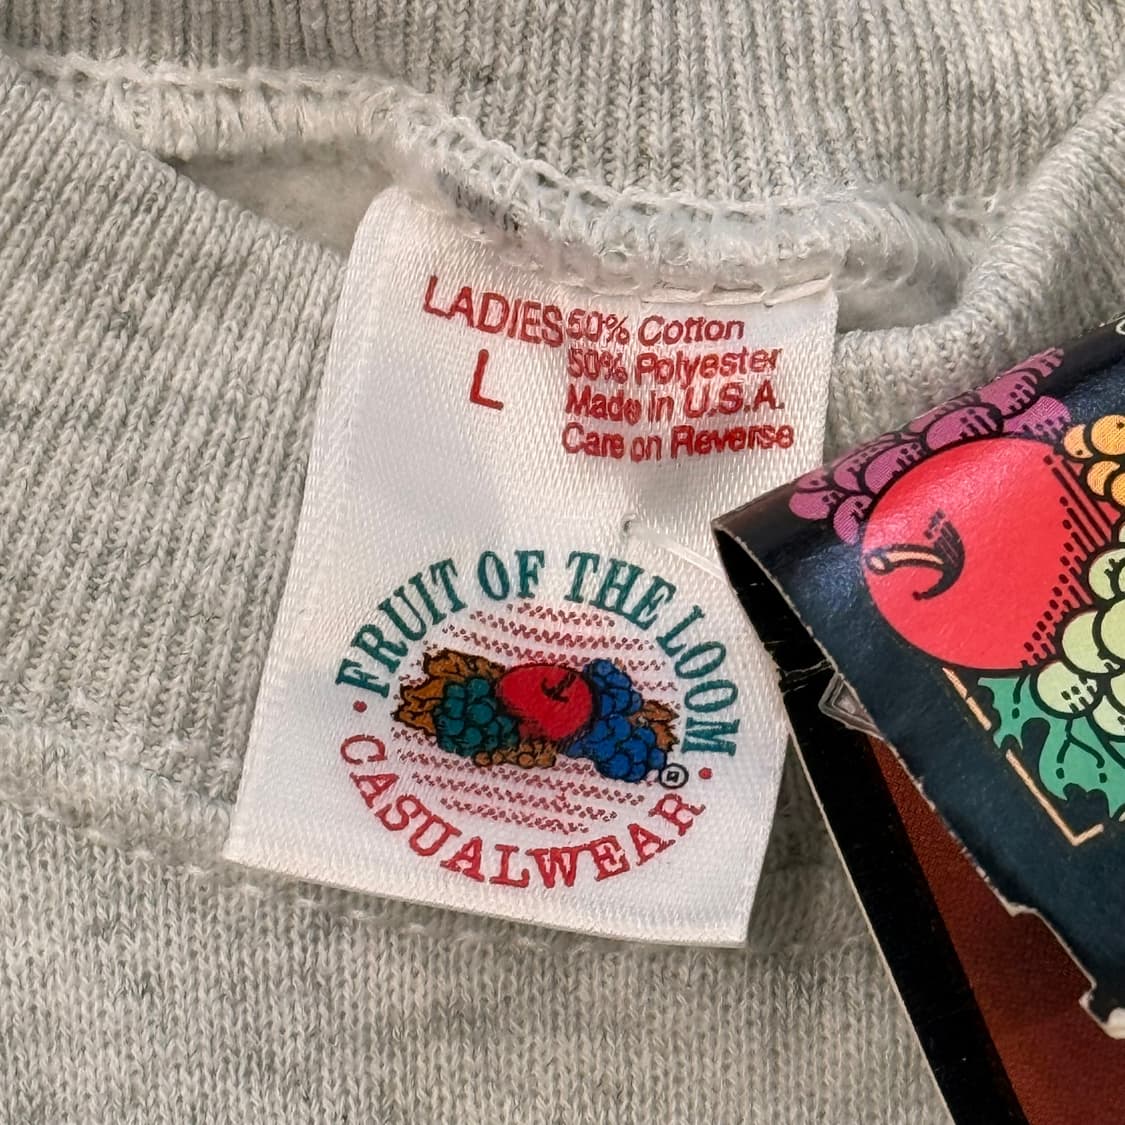 LADIES
L
50% Cotton
50% Polyester
Made in U.S.A.
Care on Reverse
FRUIT OF THE LOOM
®
CASUALWEAR